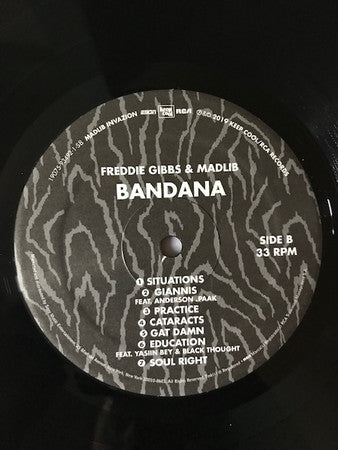 MADLIB INVAZION
RCA
℗&© 2019 KEEP COOL/RCA RECORDS
FREDDIE GIBBS & MADLIB
BANDANA
SIDE B
33 RPM
1 SITUATIONS
2 GIANNIS
FEAT. ANDERSON .PAAK
3 PRACTICE
4 CATARACTS
5 GAT DAMN
6 EDUCATION
FEAT. YASIIN BEY & BLACK THOUGHT
7 SOUL RIGHT